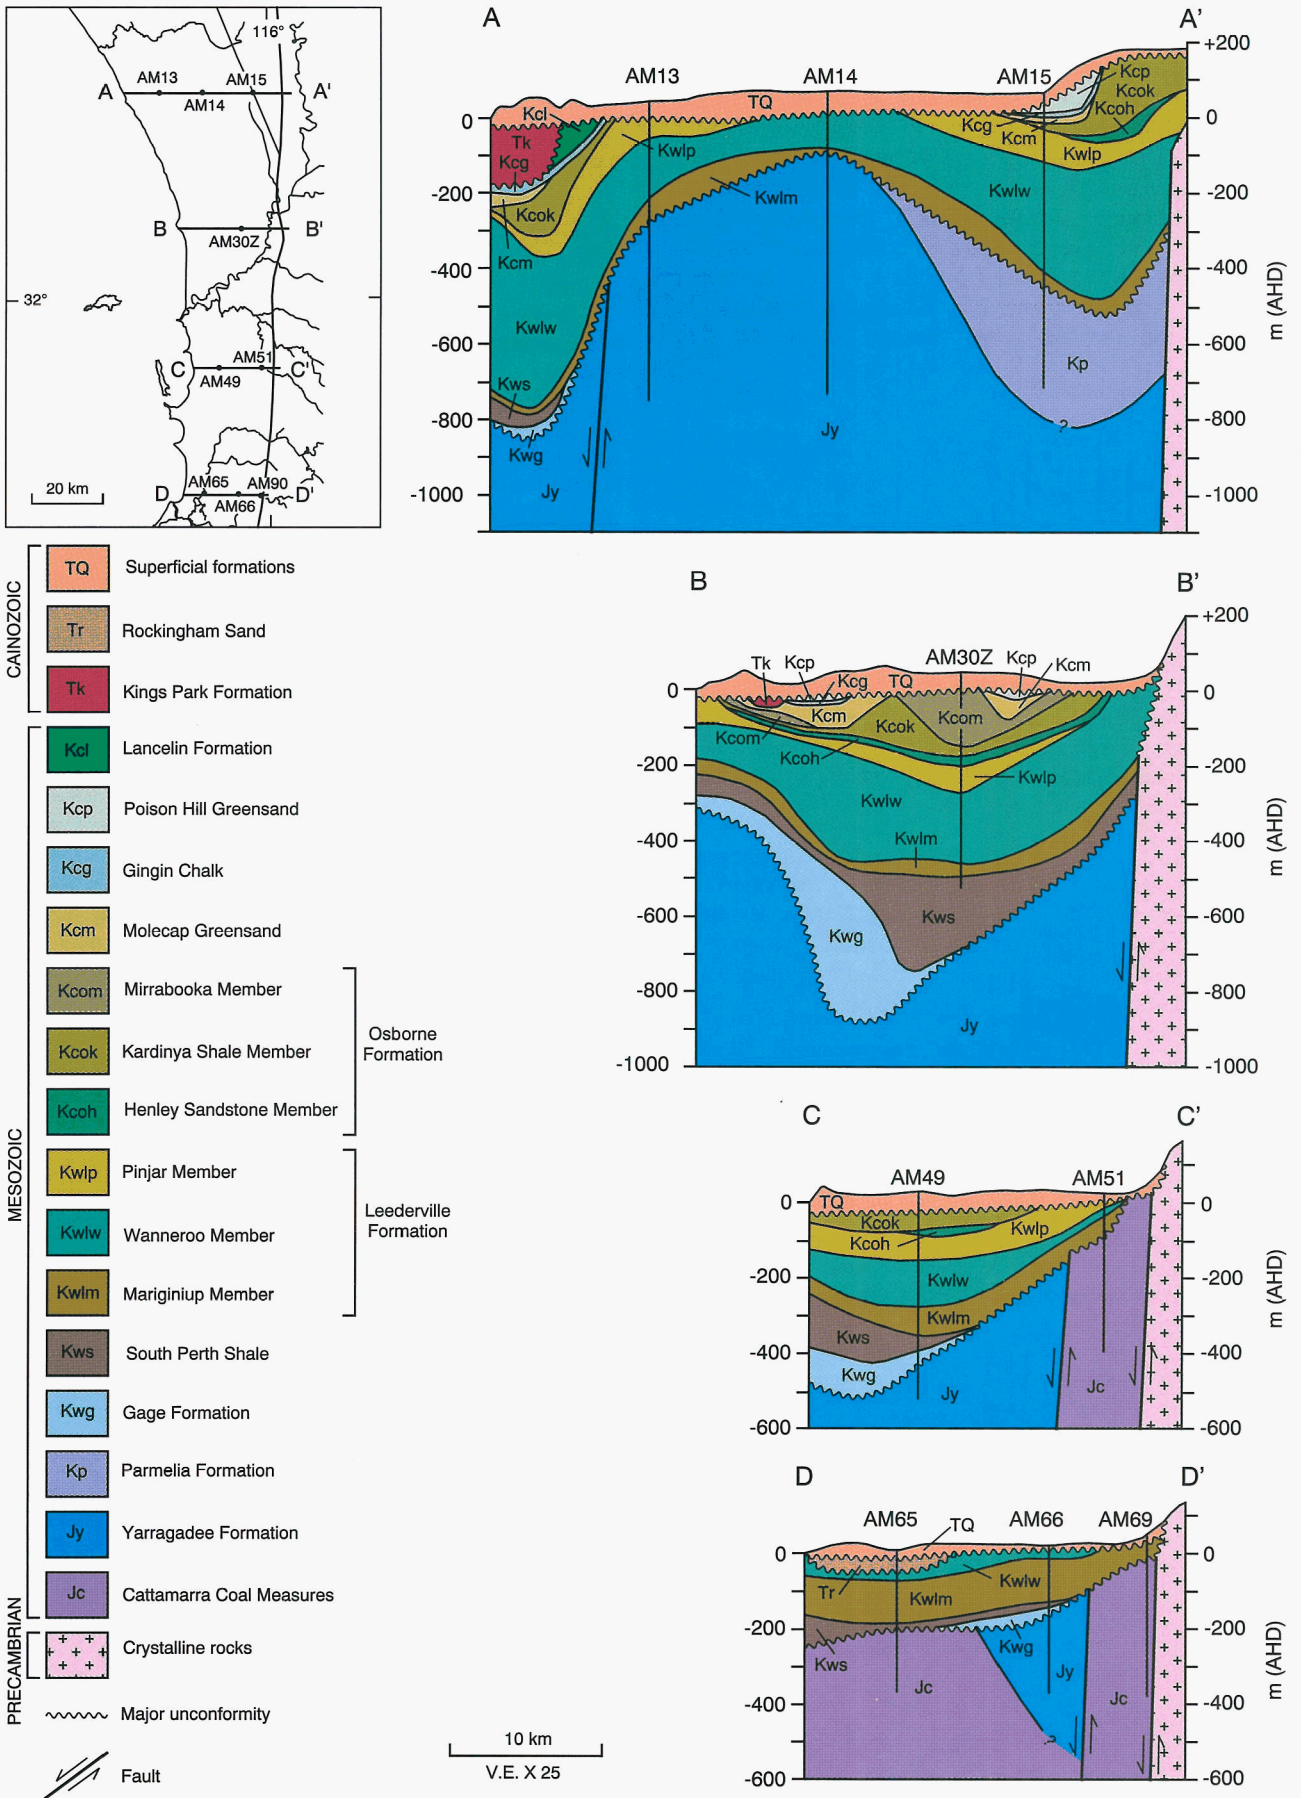 116°
AM13
AM15
A
A'
AM14
B
B'
AM30Z
32°
AM51
C
C'
AM49
AM65
AM90
D
D'
AM66
20 km
A
A'
+200
AM13
AM14
AM15
Kcp
Kcok
TQ
Kcl
Kcoh
0
0
Kcg
Tk
Kcm
Kwlp
Kwlp
Kcg
-200
Kwlw
-200
Kwlm
Kcok
Kcm
-400
-400
m (AHD)
Kwlw
-600
Kp
-600
Kws
-800
?
-800
Jy
Kwg
Jy
-1000
-1000
CAINOZOIC
TQ Superficial formations
Tr Rockingham Sand
Tk Kings Park Formation
MESOZOIC
Kcl Lancelin Formation
Kcp Poison Hill Greensand
Kcg Gingin Chalk
Kcm Molecap Greensand
Kcom Mirrabooka Member
Kcok Kardinya Shale Member
Kcoh Henley Sandstone Member
Osborne
Formation
Kwlp Pinjar Member
Kwlw Wanneroo Member
Kwlm Mariginiup Member
Leederville
Formation
Kws South Perth Shale
Kwg Gage Formation
Kp Parmelia Formation
Jy Yarragadee Formation
Jc Cattamarra Coal Measures
PRECAMBRIAN
Crystalline rocks
Major unconformity
Fault
B
B'
+200
Tk
Kcp
AM30Z
Kcp
Kcm
Kcg
TQ
0
0
Kcm
Kcok
Kcom
Kcom
Kcoh
-200
Kwlp
-200
Kwlw
Kwlm
-400
-400
m (AHD)
-600
Kws
-600
Kwg
-800
-800
Jy
-1000
-1000
C
C'
AM49
AM51
TQ
0
0
Kcok
Kwlp
Kcoh
-200
Kwlw
-200
m (AHD)
Kwlm
Kws
-400
-400
Kwg
Jy
Jc
-600
-600
D
D'
AM65
TQ
AM66
AM69
0
0
Tr
Kwlw
Kwlm
-200
-200
Kws
Kwg
m (AHD)
Jy
Jc
Jc
-400
-400
?
-600
-600
10 km
V.E. X 25